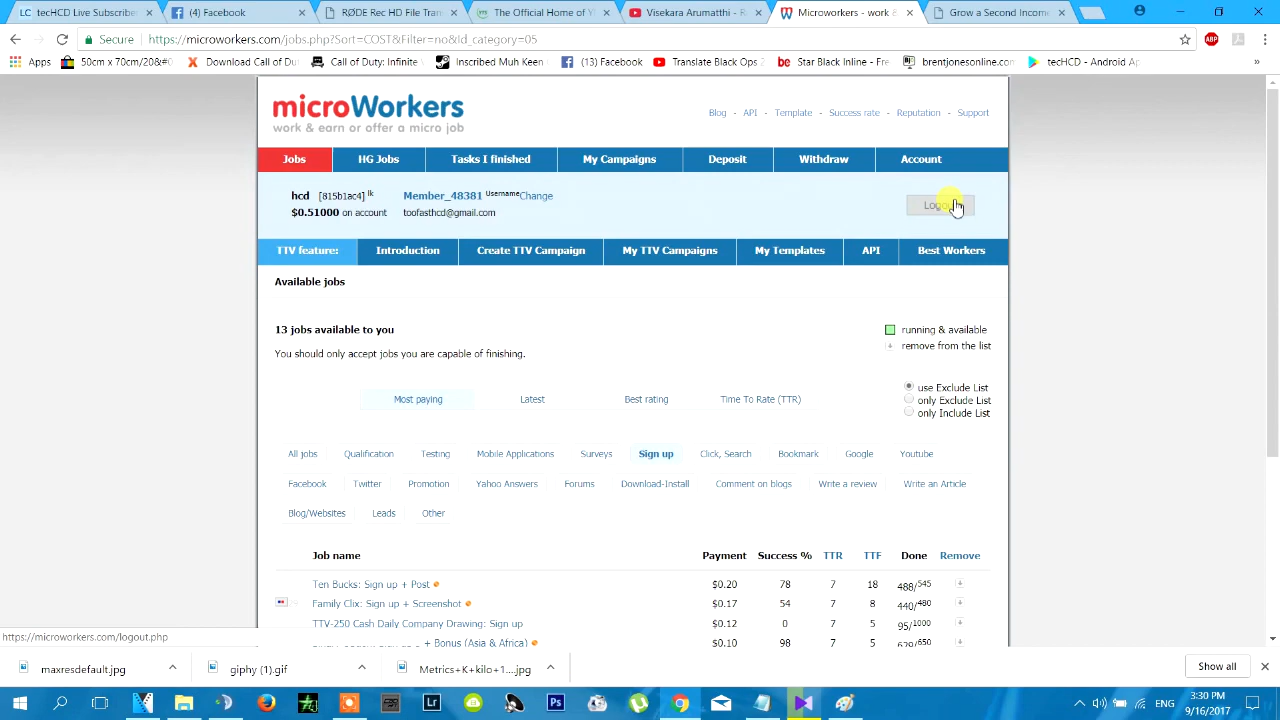 techCD Live Subscriber
(4) Facebook
RØDE Rec HD File Tran
The Official Home of Y
Visekara Arumatthi - R
Microworkers - work &
Grow a Second Income
Secure
https://microworkers.com/jobs.php?Sort=COST&Filter=no&Id_category=05
Apps
50cm x 70cm/20&#0
Download Call of Du
Call of Duty: Infinite
Inscribed Muh Keen
(13) Facebook
Translate Black Ops 2
Star Black Inline - Fre
brentjonesonline.com
techCD - Android Ap
microWorkers
work & earn or offer a micro job
Blog - API - Template - Success rate - Reputation - Support
Jobs HG Jobs Tasks I finished My Campaigns Deposit Withdraw Account
hcd [815b1ac4] lk Member_48381 Username Change
$0.51000 on account toofasthcd@gmail.com
TTV feature: Introduction Create TTV Campaign My TTV Campaigns My Templates API Best Workers
Available jobs
13 jobs available to you
running & available
remove from the list
You should only accept jobs you are capable of finishing.
use Exclude List
only Exclude List
only Include List
Most paying Latest Best rating Time To Rate (TTR)
All jobs Qualification Testing Mobile Applications Surveys Sign up Click, Search Bookmark Google Youtube
Facebook Twitter Promotion Yahoo Answers Forums Download-Install Comment on blogs Write a review Write an Article
Blog/Websites Leads Other
Job name Payment Success % TTR TTF Done Remove
Ten Bucks: Sign up + Post $0.20 78 7 18 488/545
Family Clix: Sign up + Screenshot $0.17 54 7 8 440/480
TTV-250 Cash Daily Company Drawing: Sign up $0.12 0 7 5 95/1000
+ Bonus (Asia & Africa) $0.10 98 7 5 629/650
https://microworkers.com/logout.php
maxresdefault.jpg
giphy (1).gif
Metrics+K+kilo+1....jpg
Show all
ENG
3:30 PM
9/16/2017